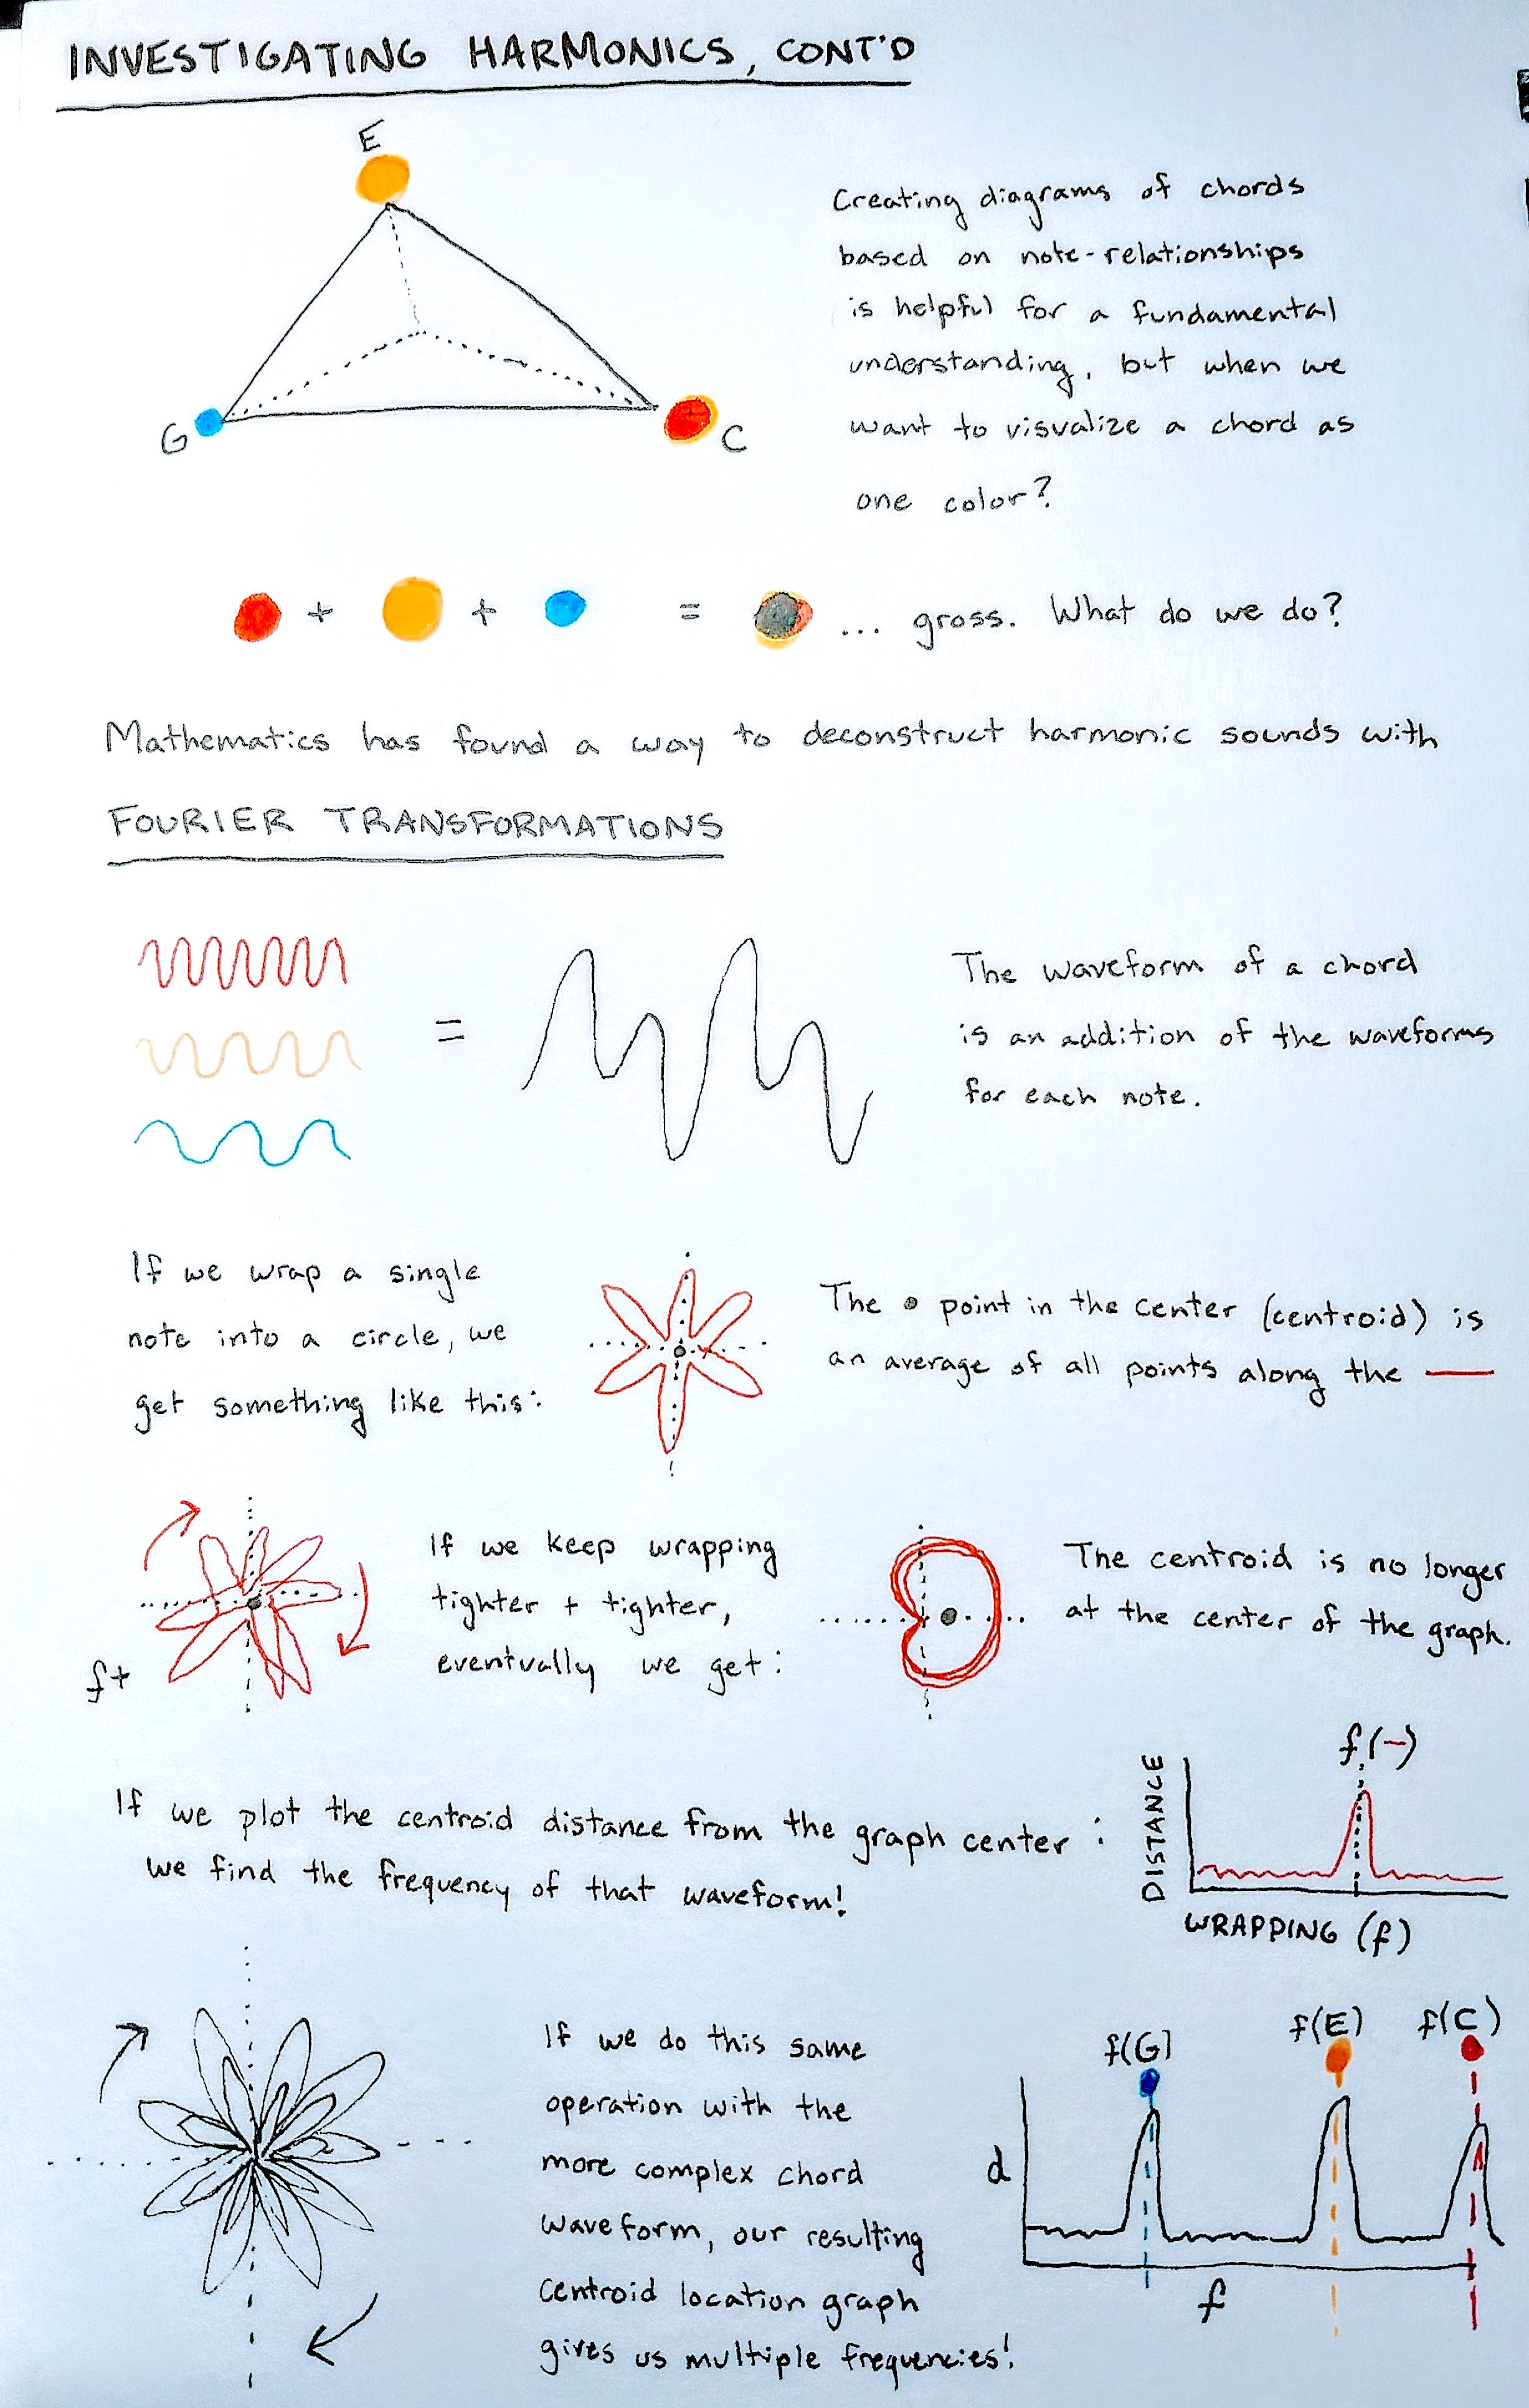 INVESTIGATING HARMONICS, CONT'D
E
G
C
Creating diagrams of chords
based on note-relationships
is helpful for a fundamental
understanding, but when we
want to visualize a chord as
one color?
+ + = ... gross. What do we do?
Mathematics has found a way to deconstruct harmonic sounds with
FOURIER TRANSFORMATIONS
=
The waveform of a chord
is an addition of the waveforms
for each note.
If we wrap a single
note into a circle, we
get something like this:
The • point in the center (centroid) is
an average of all points along the —
f+
If we keep wrapping
tighter + tighter,
eventually we get:
The centroid is no longer
at the center of the graph.
If we plot the centroid distance from the graph center :
we find the frequency of that waveform!
f(-)
DISTANCE
WRAPPING (f)
If we do this same
operation with the
more complex chord
waveform, our resulting
centroid location graph
gives us multiple frequencies!
f(G)
f(E)
f(C)
d
f